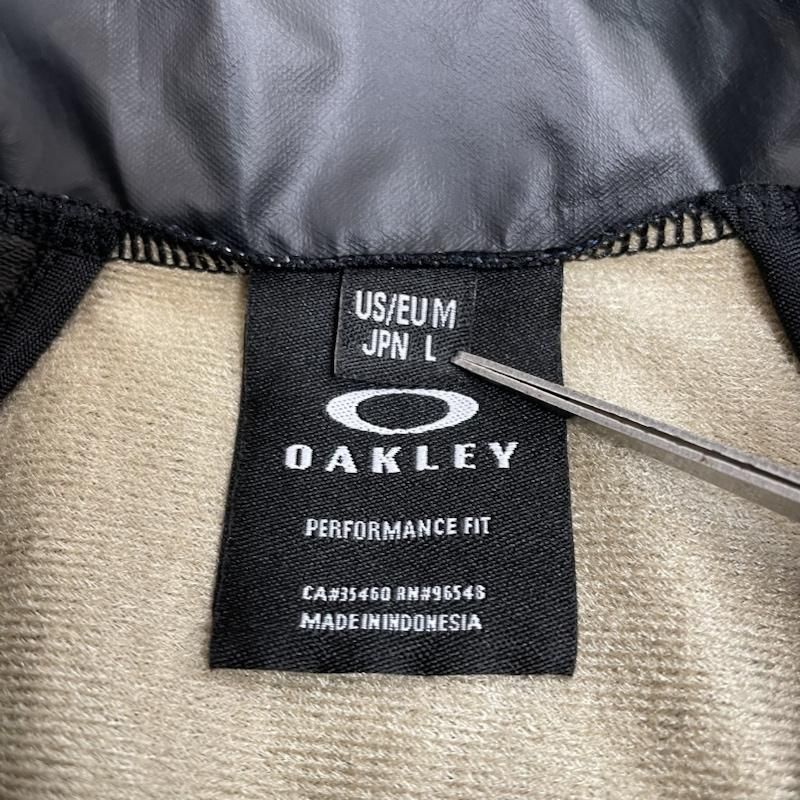 US/EU M
JPN L
OAKLEY
PERFORMANCE FIT
CA#35460 RN#96548
MADE IN INDONESIA